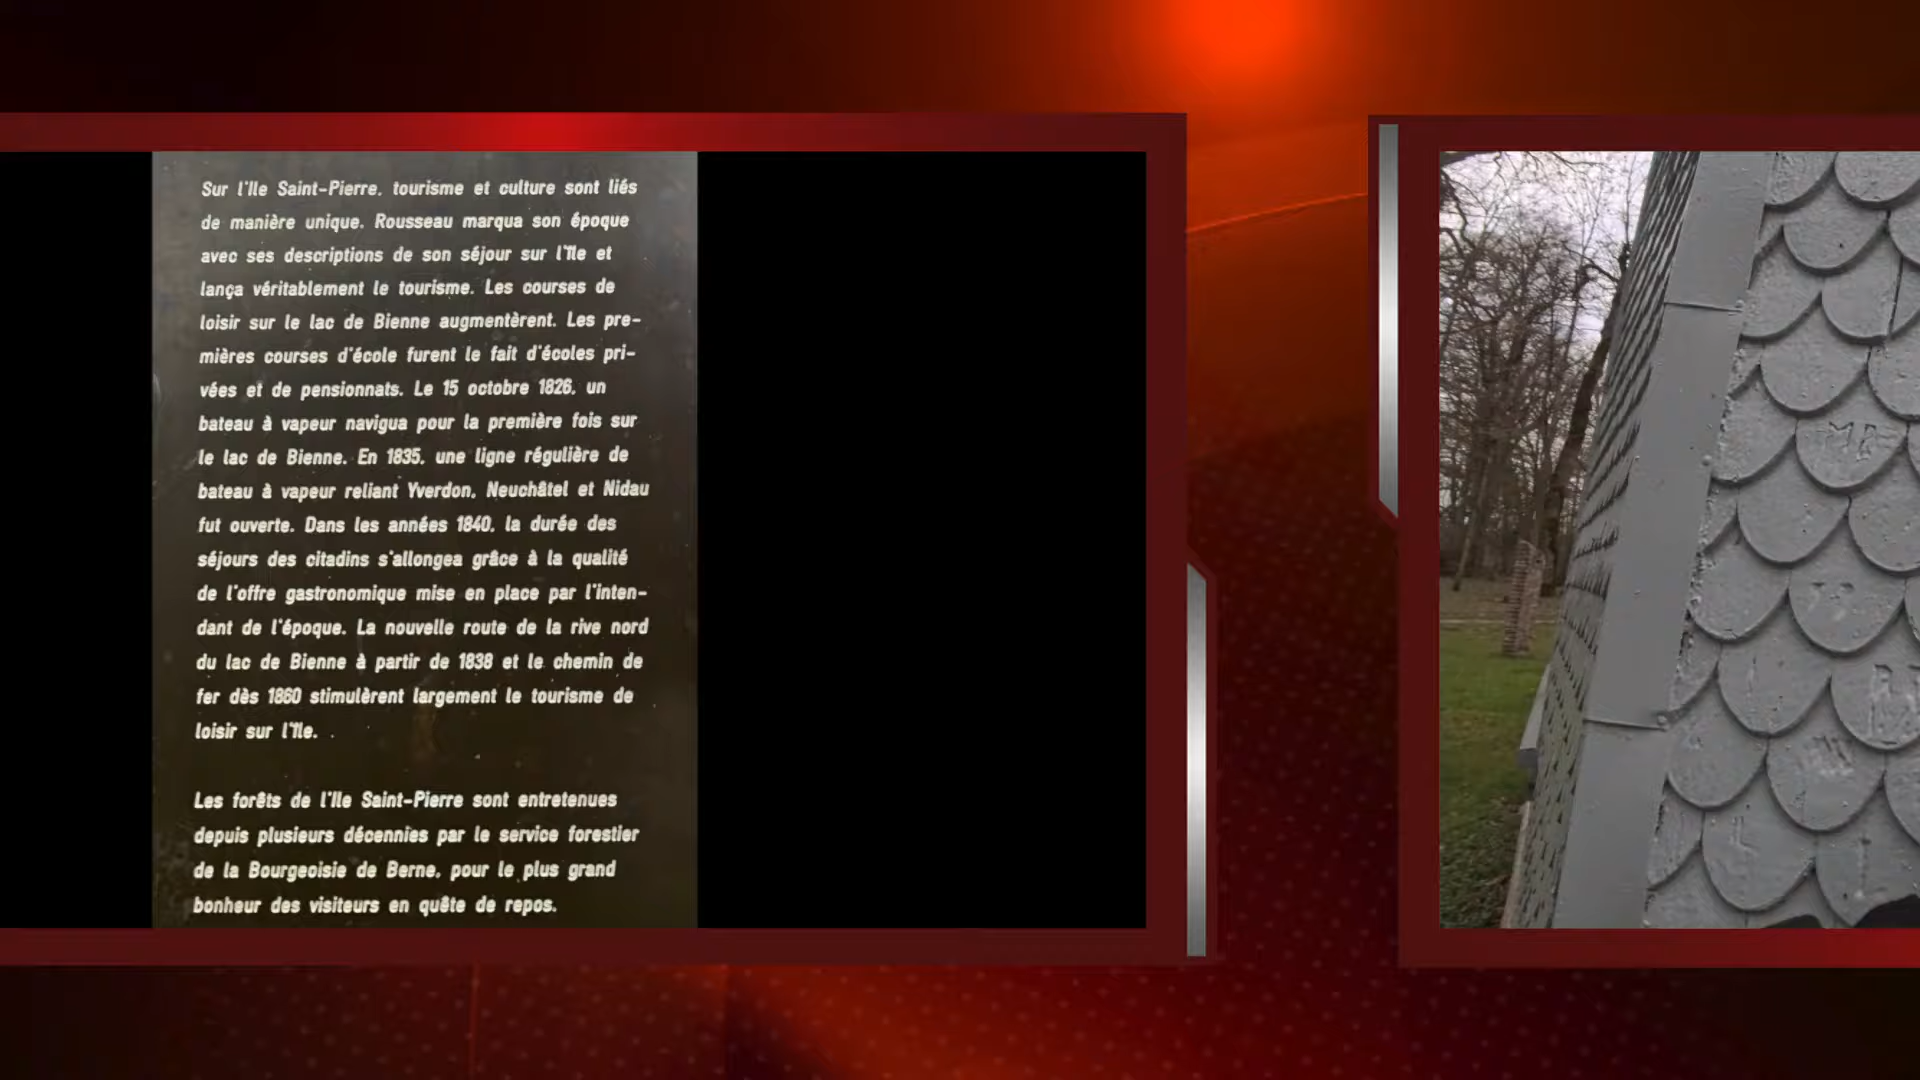 Sur l'Ile Saint-Pierre, tourisme et culture sont liés
de manière unique. Rousseau marqua son époque
avec ses descriptions de son séjour sur l'île et
lança véritablement le tourisme. Les courses de
loisir sur le lac de Bienne augmentèrent. Les pre-
mières courses d'école furent le fait d'écoles pri-
vées et de pensionnats. Le 15 octobre 1826, un
bateau à vapeur navigua pour la première fois sur
le lac de Bienne. En 1835, une ligne régulière de
bateau à vapeur reliant Yverdon, Neuchâtel et Nidau
fut ouverte. Dans les années 1840, la durée des
séjours des citadins s'allongea grâce à la qualité
de l'offre gastronomique mise en place par l'inten-
dant de l'époque. La nouvelle route de la rive nord
du lac de Bienne à partir de 1838 et le chemin de
fer dès 1860 stimulèrent largement le tourisme de
loisir sur l'île.
Les forêts de l'Ile Saint-Pierre sont entretenues
depuis plusieurs décennies par le service forestier
de la Bourgeoisie de Berne, pour le plus grand
bonheur des visiteurs en quête de repos.